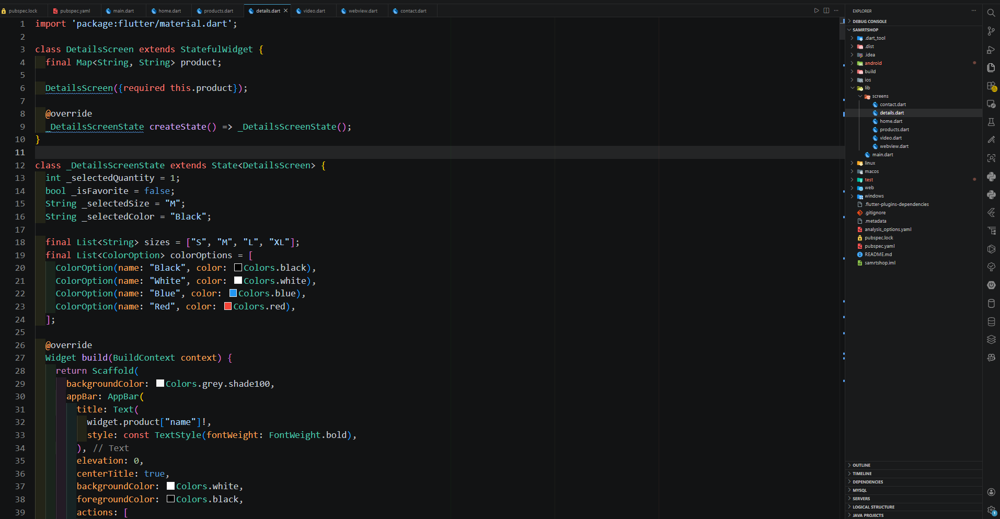 pubspec.lock pubspec.yaml main.dart home.dart products.dart details.dart video.dart webview.dart contact.dart
1 import 'package:flutter/material.dart';
2
3 class DetailsScreen extends StatefulWidget {
4 final Map<String, String> product;
5
6 DetailsScreen({required this.product});
7
8 @override
9 _DetailsScreenState createState() => _DetailsScreenState();
10 }
11
12 class _DetailsScreenState extends State<DetailsScreen> {
13 int _selectedQuantity = 1;
14 bool _isFavorite = false;
15 String _selectedSize = "M";
16 String _selectedColor = "Black";
17
18 final List<String> sizes = ["S", "M", "L", "XL"];
19 final List<ColorOption> colorOptions = [
20 ColorOption(name: "Black", color: Colors.black),
21 ColorOption(name: "White", color: Colors.white),
22 ColorOption(name: "Blue", color: Colors.blue),
23 ColorOption(name: "Red", color: Colors.red),
24 ];
25
26 @override
27 Widget build(BuildContext context) {
28 return Scaffold(
29 backgroundColor: Colors.grey.shade100,
30 appBar: AppBar(
31 title: Text(
32 widget.product["name"]!,
33 style: const TextStyle(fontWeight: FontWeight.bold),
34 ), // Text
35 elevation: 0,
36 centerTitle: true,
37 backgroundColor: Colors.white,
38 foregroundColor: Colors.black,
39 actions: [
EXPLORER
DEBUG CONSOLE
SAMRTSHOP
.dart_tool
.dist
.idea
android
build
ios
lib
screens
contact.dart
details.dart
home.dart
products.dart
video.dart
webview.dart
main.dart
linux
macos
test
web
windows
.flutter-plugins-dependencies
.gitignore
.metadata
analysis_options.yaml
pubspec.lock
pubspec.yaml
README.md
samrtshop.iml
OUTLINE
TIMELINE
DEPENDENCIES
MYSQL
SERVERS
LOGICAL STRUCTURE
JAVA PROJECTS
1